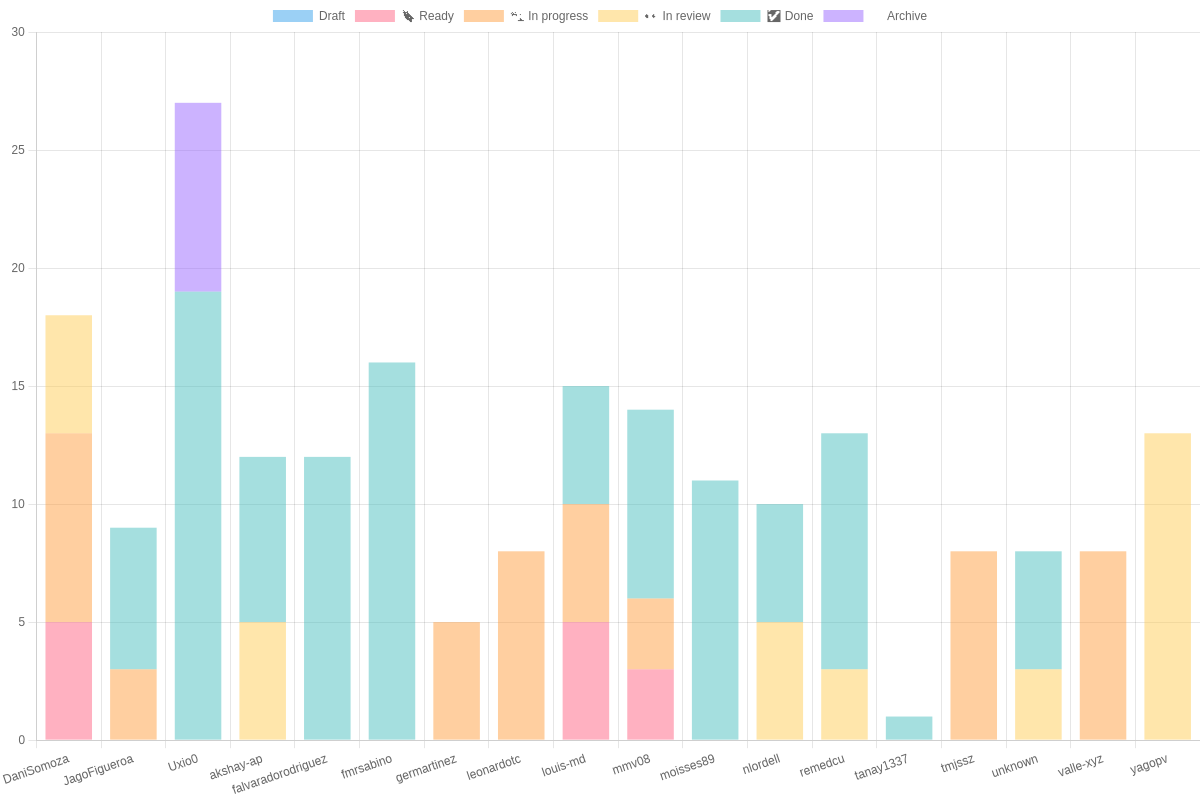 Draft 🔖 Ready 🏗 In progress 👀 In review ✅ Done Archive
30
25
20
15
10
5
0
DaniSomoza
JagoFigueroa
Uxio0
akshay-ap
falvaradorodriguez
fmrsabino
germartinez
leonardotc
louis-md
mmv08
moisses89
nlordell
remedcu
tanay1337
tmjssz
unknown
valle-xyz
yagopv